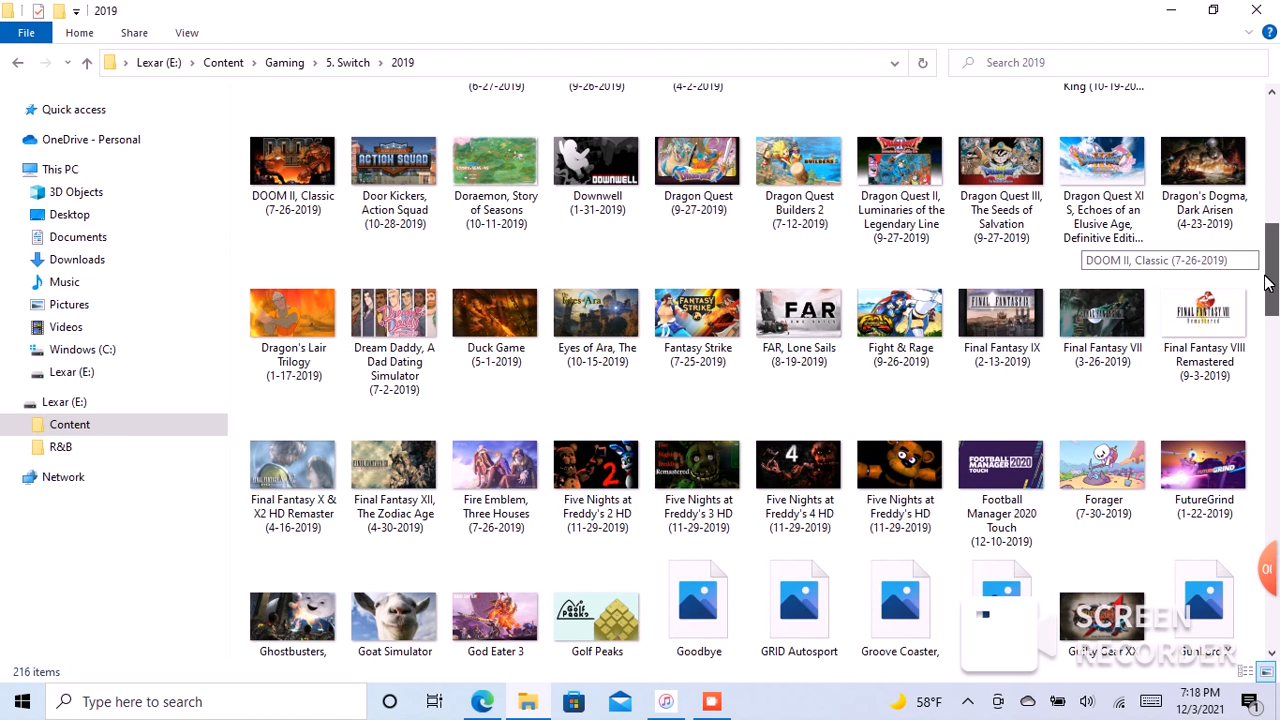 2019
File Home Share View
Lexar (E:) Content Gaming 5. Switch 2019 Search 2019
Quick access
OneDrive - Personal
This PC
3D Objects
Desktop
Documents
Downloads
Music
Pictures
Videos
Windows (C:)
Lexar (E:)
Lexar (E:)
Content
R&B
Network
(6-27-2019) (9-26-2019) (4-2-2019) King (10-19-20...
DOOM II, Classic (7-26-2019)
Door Kickers, Action Squad (10-28-2019)
Doraemon, Story of Seasons (10-11-2019)
Downwell (1-31-2019)
Dragon Quest (9-27-2019)
Dragon Quest Builders 2 (7-12-2019)
Dragon Quest II, Luminaries of the Legendary Line (9-27-2019)
Dragon Quest III, The Seeds of Salvation (9-27-2019)
Dragon Quest XI S, Echoes of an Elusive Age, Definitive Editi...
Dragon's Dogma, Dark Arisen (4-23-2019)
DOOM II, Classic (7-26-2019)
Dragon's Lair Trilogy (1-17-2019)
Dream Daddy, A Dad Dating Simulator (7-2-2019)
Duck Game (5-1-2019)
Eyes of Ara, The (10-15-2019)
Fantasy Strike (7-25-2019)
FAR, Lone Sails (8-19-2019)
Fight & Rage (9-26-2019)
Final Fantasy IX (2-13-2019)
Final Fantasy VII (3-26-2019)
Final Fantasy VIII Remastered (9-3-2019)
Final Fantasy X & X2 HD Remaster (4-16-2019)
Final Fantasy XII, The Zodiac Age (4-30-2019)
Fire Emblem, Three Houses (7-26-2019)
Five Nights at Freddy's 2 HD (11-29-2019)
Five Nights at Freddy's 3 HD (11-29-2019)
Five Nights at Freddy's 4 HD (11-29-2019)
Five Nights at Freddy's HD (11-29-2019)
Football Manager 2020 Touch (12-10-2019)
Forager (7-30-2019)
FutureGrind (1-22-2019)
Ghostbusters,
Goat Simulator
God Eater 3
Golf Peaks
Goodbye
GRID Autosport
Groove Coaster,
SCREEN
RECORDER
216 items
Type here to search
58°F
7:18 PM
12/3/2021